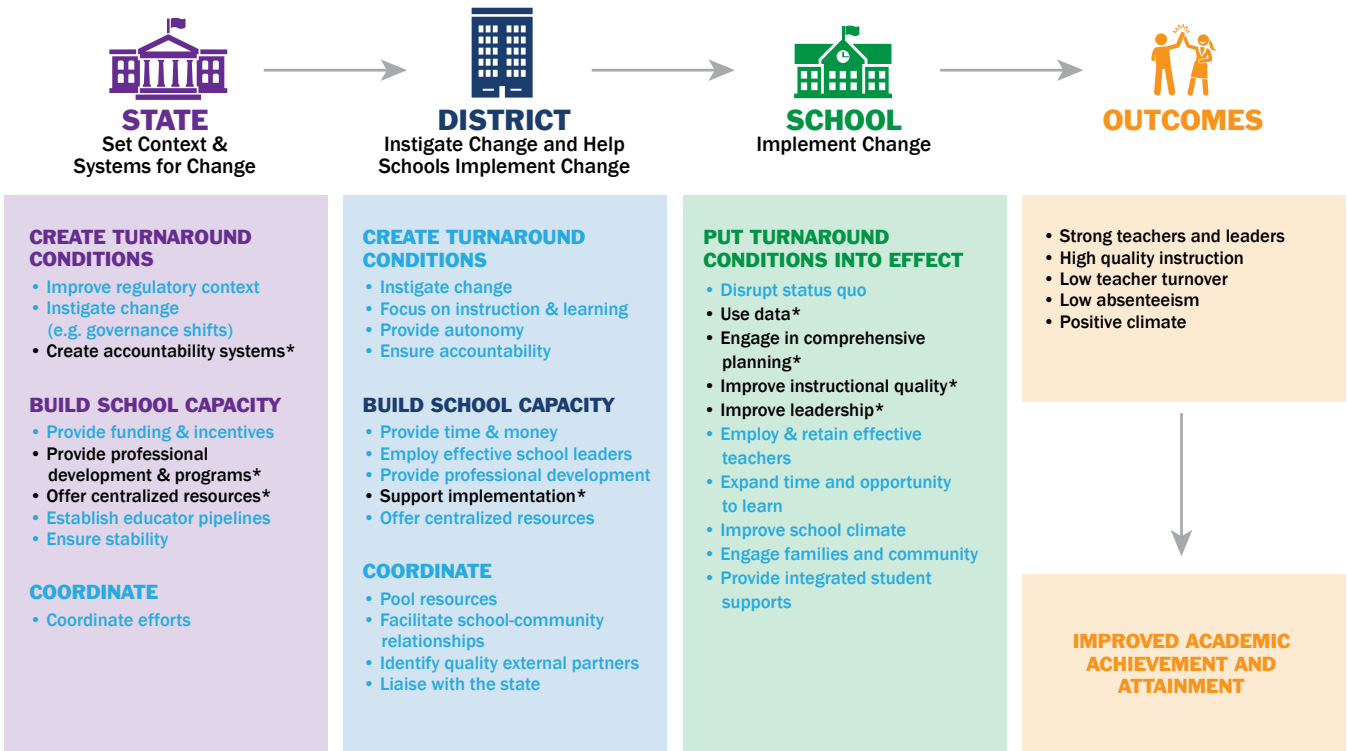 STATE
Set Context &
Systems for Change
DISTRICT
Instigate Change and Help
Schools Implement Change
SCHOOL
Implement Change
OUTCOMES
CREATE TURNAROUND
CONDITIONS
• Improve regulatory context
• Instigate change
(e.g. governance shifts)
• Create accountability systems*
BUILD SCHOOL CAPACITY
• Provide funding & incentives
• Provide professional
development & programs*
• Offer centralized resources*
• Establish educator pipelines
• Ensure stability
COORDINATE
• Coordinate efforts
CREATE TURNAROUND
CONDITIONS
• Instigate change
• Focus on instruction & learning
• Provide autonomy
• Ensure accountability
BUILD SCHOOL CAPACITY
• Provide time & money
• Employ effective school leaders
• Provide professional development
• Support implementation*
• Offer centralized resources
COORDINATE
• Pool resources
• Facilitate school-community
relationships
• Identify quality external partners
• Liaise with the state
PUT TURNAROUND
CONDITIONS INTO EFFECT
• Disrupt status quo
• Use data*
• Engage in comprehensive
planning*
• Improve instructional quality*
• Improve leadership*
• Employ & retain effective
teachers
• Expand time and opportunity
to learn
• Improve school climate
• Engage families and community
• Provide integrated student
supports
• Strong teachers and leaders
• High quality instruction
• Low teacher turnover
• Low absenteeism
• Positive climate
IMPROVED ACADEMIC
ACHIEVEMENT AND
ATTAINMENT